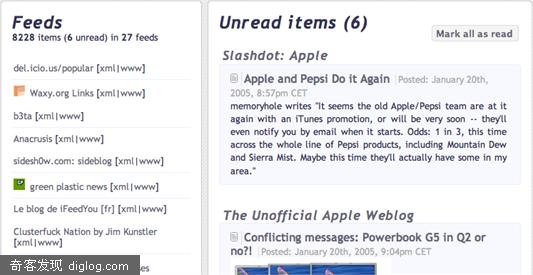 Feeds
8228 items (6 unread) in 27 feeds
del.icio.us/popular [xml|www]
Waxy.org Links [xml|www]
b3ta [xml|www]
Anacrusis [xml|www]
sidesh0w.com: sideblog [xml|www]
green plastic news [xml|www]
Le blog de iFeedYou [fr] [xml|www]
Clusterfuck Nation by Jim Kunstler
[xml|www]
奇客发现 diglog.com
Unread items (6)
Mark all as read
Slashdot: Apple
Apple and Pepsi Do it Again | Posted: January 20th,
2005, 8:57pm CET
memoryhole writes "It seems the old Apple/Pepsi team are at it
again with an iTunes promotion, or will be very soon -- they'll
even notify you by email when it starts. Odds: 1 in 3, this time
across the whole line of Pepsi products, including Mountain Dew
and Sierra Mist. Maybe this time they'll actually have some in my
area."
The Unofficial Apple Weblog
Conflicting messages: Powerbook G5 in Q2 or
no?! | Posted: January 20th, 2005, 9:04pm CET